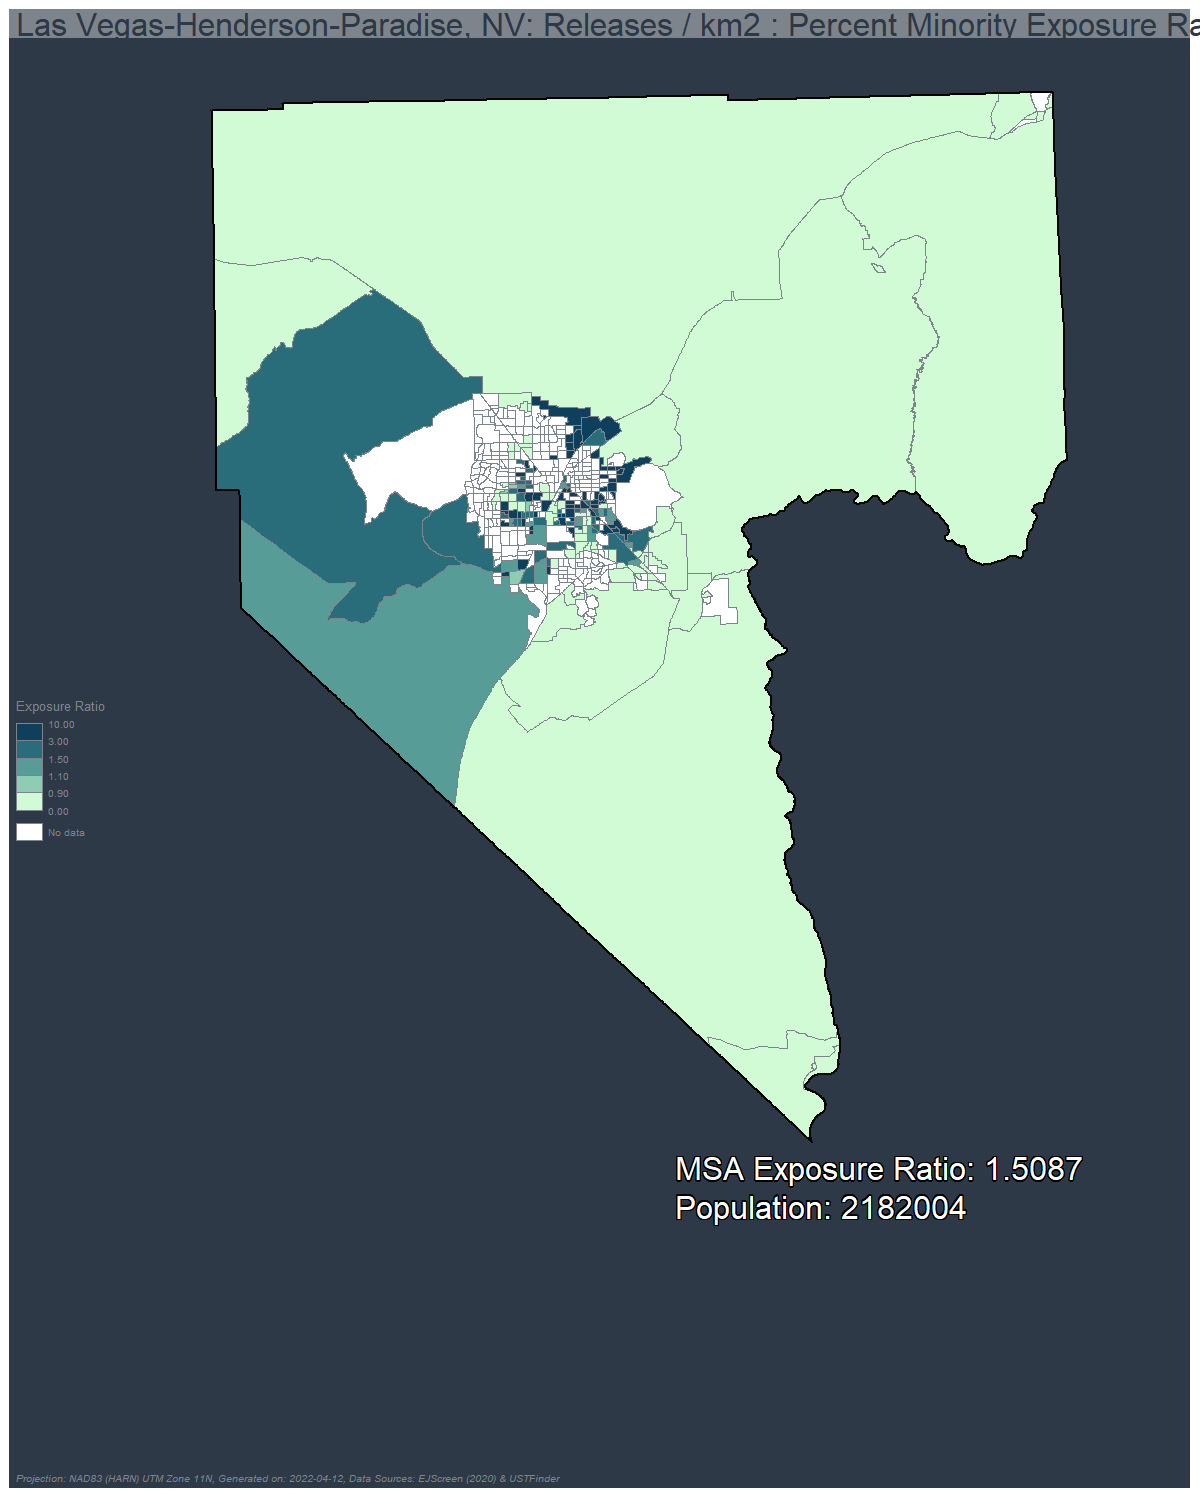 Las Vegas-Henderson-Paradise, NV: Releases / km2 : Percent Minority Exposure Ra
Exposure Ratio
10.00
3.00
1.50
1.10
0.90
0.00
No data
MSA Exposure Ratio: 1.5087
Population: 2182004
Projection: NAD83 (HARN) UTM Zone 11N, Generated on: 2022-04-12, Data Sources: EJScreen (2020) & USTFinder